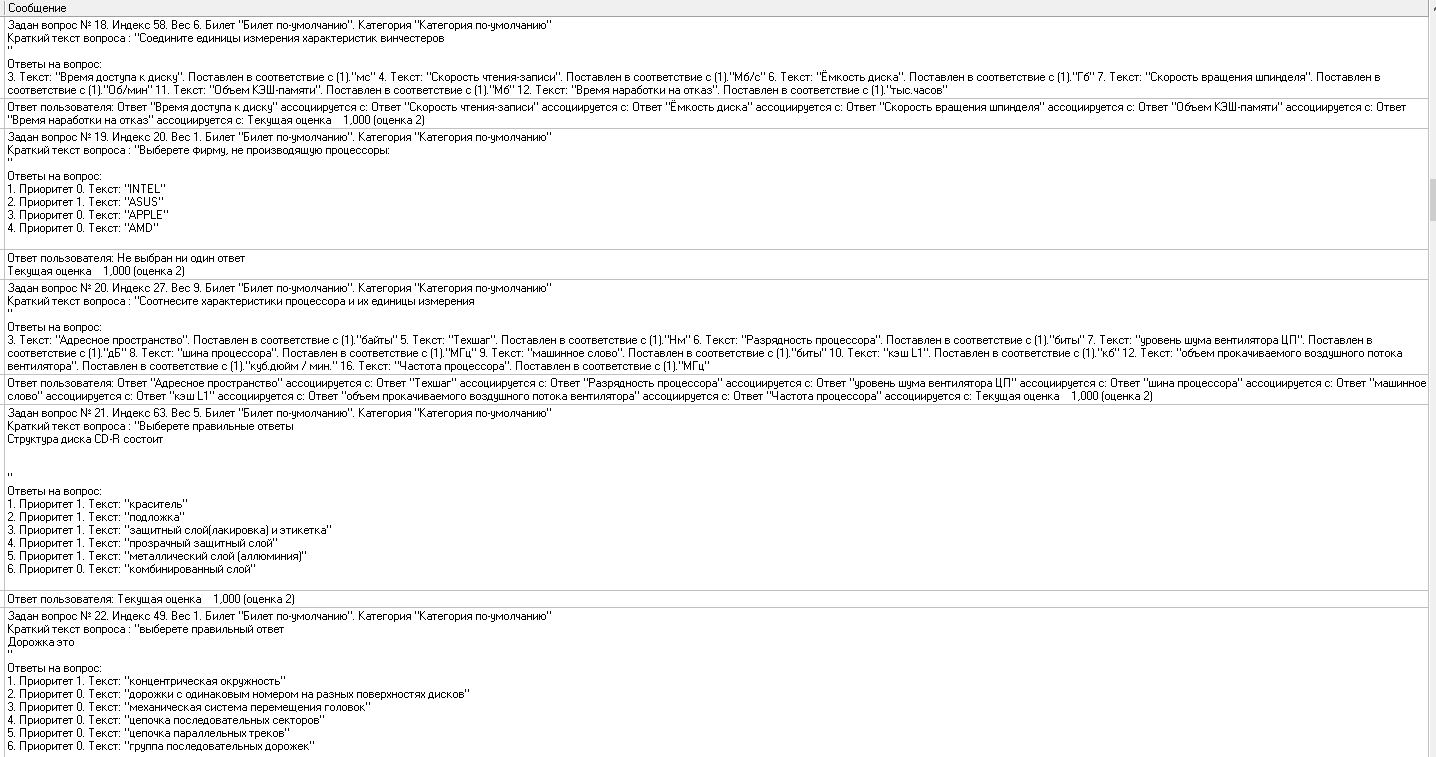 Сообщение
Задан вопрос № 18. Индекс 58. Вес 6. Билет "Билет по-умолчанию". Категория "Категория по-умолчанию"
Краткий текст вопроса : "Соедините единицы измерения характеристик винчестеров
"
Ответы на вопрос:
3. Текст: "Время доступа к диску". Поставлен в соответствие с (1)."мс" 4. Текст: "Скорость чтения-записи". Поставлен в соответствие с (1)."Мб/с" 6. Текст: "Ёмкость диска". Поставлен в соответствие с (1)."Гб" 7. Текст: "Скорость вращения шпинделя". Поставлен в
соответствие с (1)."Об/мин" 11. Текст: "Объем КЭШ-памяти". Поставлен в соответствие с (1)."Мб" 12. Текст: "Время наработки на отказ". Поставлен в соответствие с (1)."тыс.часов"
Ответ пользователя: Ответ "Время доступа к диску" ассоциируется с: Ответ "Скорость чтения-записи" ассоциируется с: Ответ "Ёмкость диска" ассоциируется с: Ответ "Скорость вращения шпинделя" ассоциируется с: Ответ "Объем КЭШ-памяти" ассоциируется с: Ответ
"Время наработки на отказ" ассоциируется с: Текущая оценка 1,000 (оценка 2)
Задан вопрос № 19. Индекс 20. Вес 1. Билет "Билет по-умолчанию". Категория "Категория по-умолчанию"
Краткий текст вопроса : "Выберете фирму, не производящую процессоры:
"
Ответы на вопрос:
1. Приоритет 0. Текст: "INTEL"
2. Приоритет 1. Текст: "ASUS"
3. Приоритет 0. Текст: "APPLE"
4. Приоритет 0. Текст: "AMD"
Ответ пользователя: Не выбран ни один ответ
Текущая оценка 1,000 (оценка 2)
Задан вопрос № 20. Индекс 27. Вес 9. Билет "Билет по-умолчанию". Категория "Категория по-умолчанию"
Краткий текст вопроса : "Соотнесите характеристики процессора и их единицы измерения
"
Ответы на вопрос:
3. Текст: "Адресное пространство". Поставлен в соответствие с (1)."байты" 5. Текст: "Техшаг". Поставлен в соответствие с (1)."Нм" 6. Текст: "Разрядность процессора". Поставлен в соответствие с (1)."биты" 7. Текст: "уровень шума вентилятора ЦП". Поставлен в
соответствие с (1)."дБ" 8. Текст: "шина процессора". Поставлен в соответствие с (1)."МГц" 9. Текст: "машинное слово". Поставлен в соответствие с (1)."биты" 10. Текст: "кэш L1". Поставлен в соответствие с (1)."кб" 12. Текст: "объем прокачиваемого воздушного потока
вентилятора". Поставлен в соответствие с (1)."куб.дюйм / мин." 16. Текст: "Частота процессора". Поставлен в соответствие с (1)."МГц"
Ответ пользователя: Ответ "Адресное пространство" ассоциируется с: Ответ "Техшаг" ассоциируется с: Ответ "Разрядность процессора" ассоциируется с: Ответ "уровень шума вентилятора ЦП" ассоциируется с: Ответ "шина процессора" ассоциируется с: Ответ "машинное
слово" ассоциируется с: Ответ "кэш L1" ассоциируется с: Ответ "объем прокачиваемого воздушного потока вентилятора" ассоциируется с: Ответ "Частота процессора" ассоциируется с: Текущая оценка 1,000 (оценка 2)
Задан вопрос № 21. Индекс 63. Вес 5. Билет "Билет по-умолчанию". Категория "Категория по-умолчанию"
Краткий текст вопроса : "Выберете правильные ответы
Структура диска CD-R состоит
"
Ответы на вопрос:
1. Приоритет 1. Текст: "краситель"
2. Приоритет 1. Текст: "подложка"
3. Приоритет 1. Текст: "защитный слой(лакировка) и этикетка"
4. Приоритет 1. Текст: "прозрачный защитный слой"
5. Приоритет 1. Текст: "металлический слой (аллюминия)"
6. Приоритет 0. Текст: "комбинированный слой"
Ответ пользователя: Текущая оценка 1,000 (оценка 2)
Задан вопрос № 22. Индекс 49. Вес 1. Билет "Билет по-умолчанию". Категория "Категория по-умолчанию"
Краткий текст вопроса : "выберете правильный ответ
Дорожка это
"
Ответы на вопрос:
1. Приоритет 1. Текст: "концентрическая окружность"
2. Приоритет 0. Текст: "дорожки с одинаковым номером на разных поверхностях дисков"
3. Приоритет 0. Текст: "механическая система перемещения головок"
4. Приоритет 0. Текст: "цепочка последовательных секторов"
5. Приоритет 0. Текст: "цепочка параллельных треков"
6. Приоритет 0. Текст: "группа последовательных дорожек"